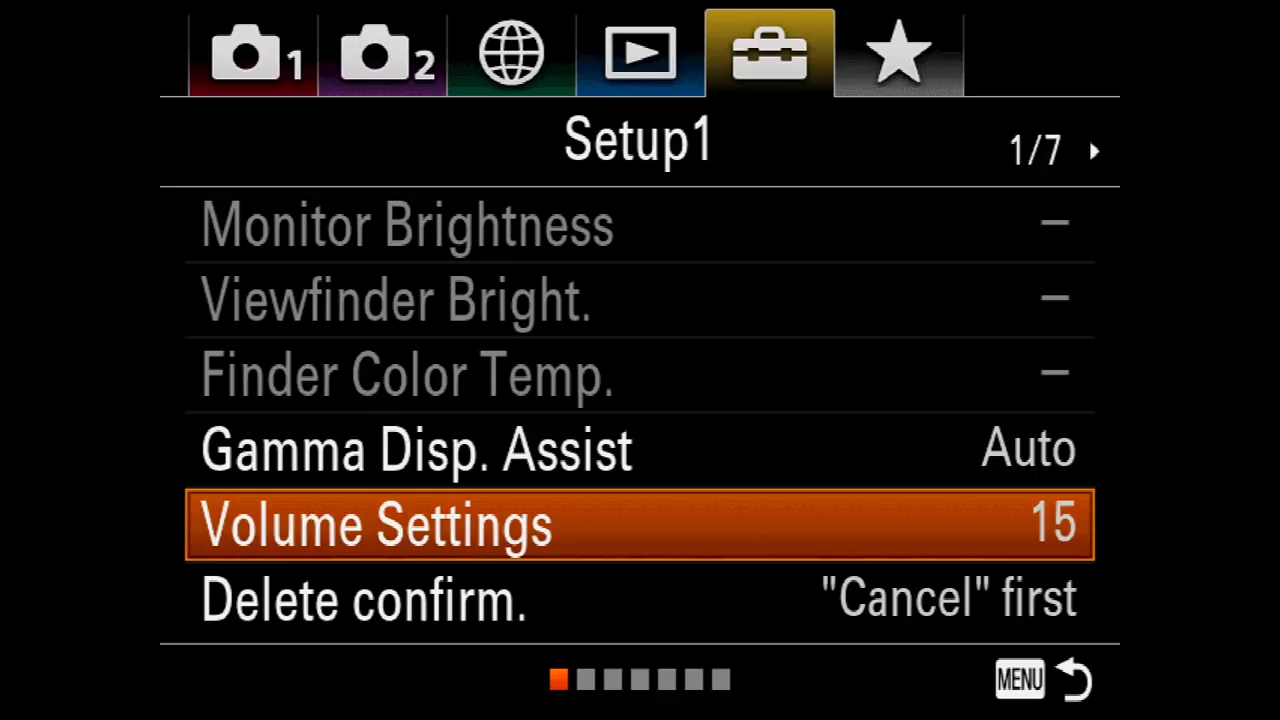 1 2
Setup1 1/7
Monitor Brightness –
Viewfinder Bright. –
Finder Color Temp. –
Gamma Disp. Assist Auto
Volume Settings 15
Delete confirm. "Cancel" first
MENU